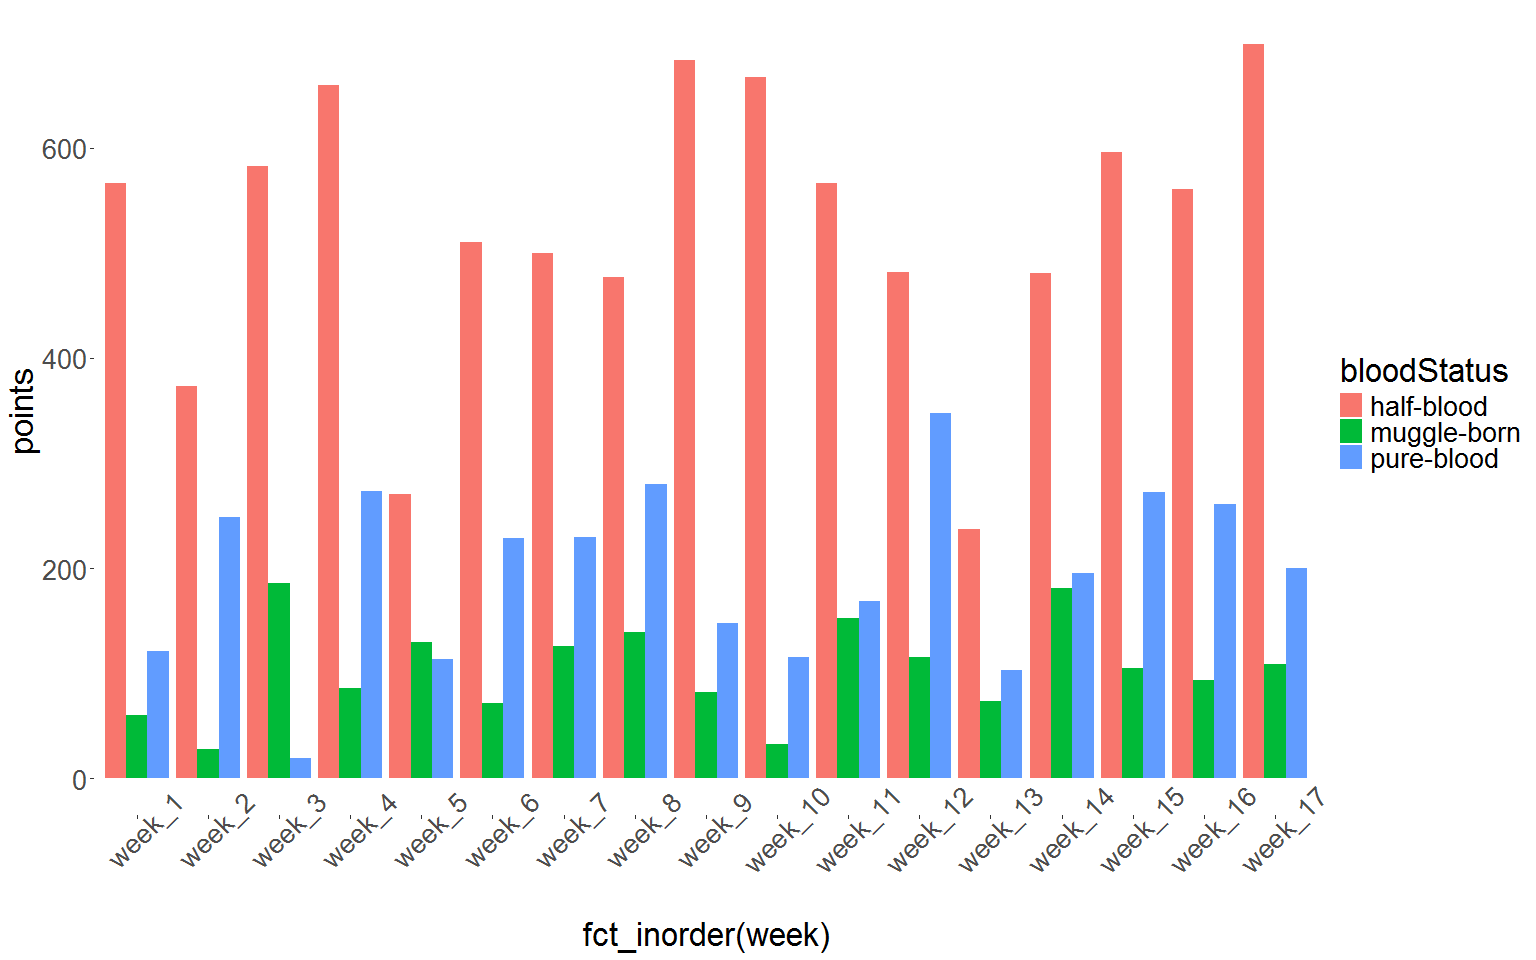 600
400
200
0
points
week_1
week_2
week_3
week_4
week_5
week_6
week_7
week_8
week_9
week_10
week_11
week_12
week_13
week_14
week_15
week_16
week_17
fct_inorder(week)
bloodStatus
half-blood
muggle-born
pure-blood